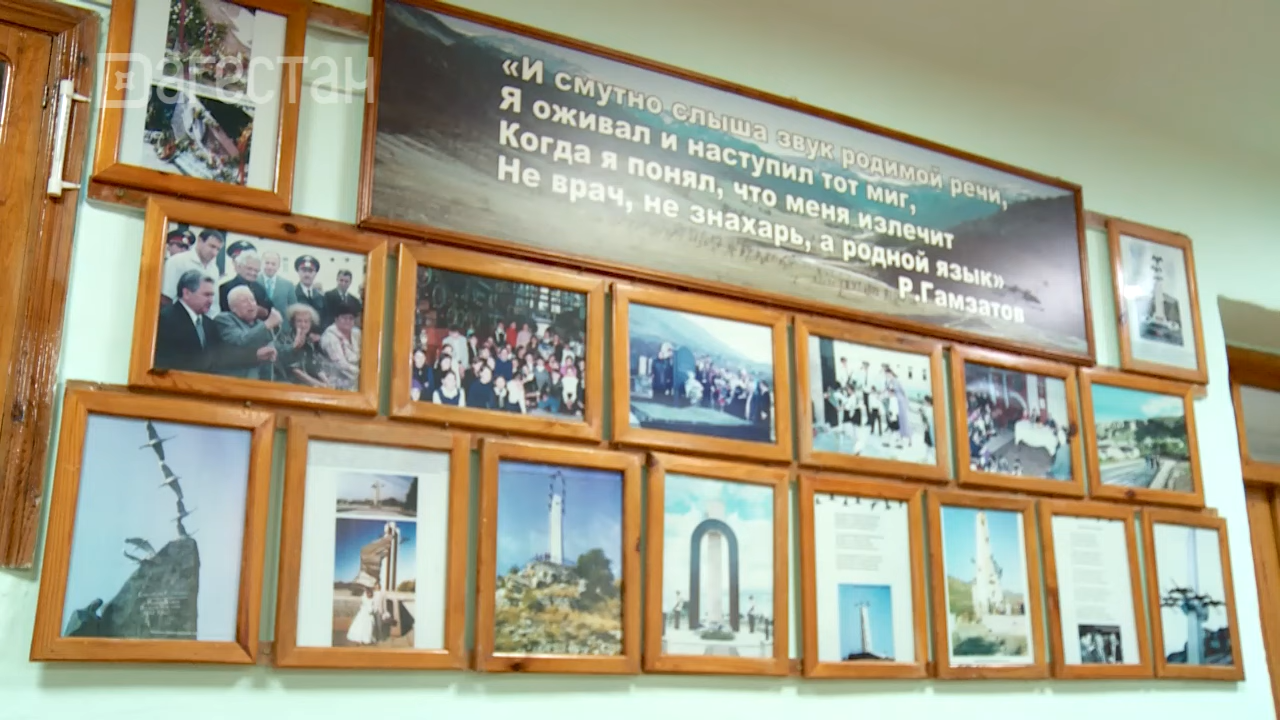 Дагестан
«И смутно слыша звук родимой речи,
Я оживал и наступил тот миг,
Когда я понял, что меня излечит
Не врач, не знахарь, а родной язык»
Р.Гамзатов